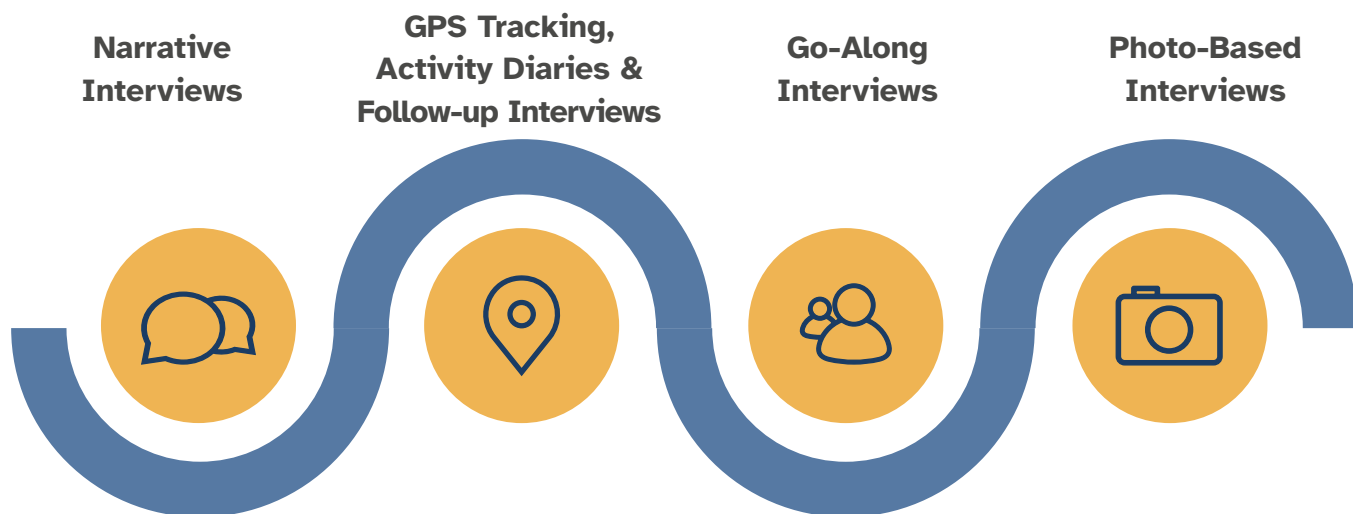 Narrative
Interviews
GPS Tracking,
Activity Diaries &
Follow-up Interviews
Go-Along
Interviews
Photo-Based
Interviews